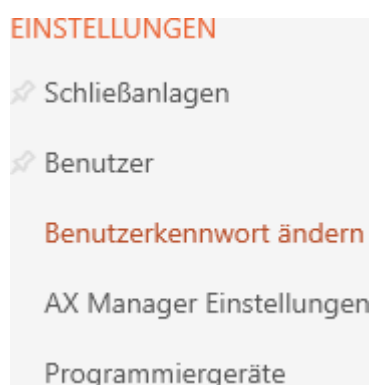 EINSTELLUNGEN
Schließanlagen
Benutzer
Benutzerkennwort ändern
AX Manager Einstellungen
Programmiergeräte